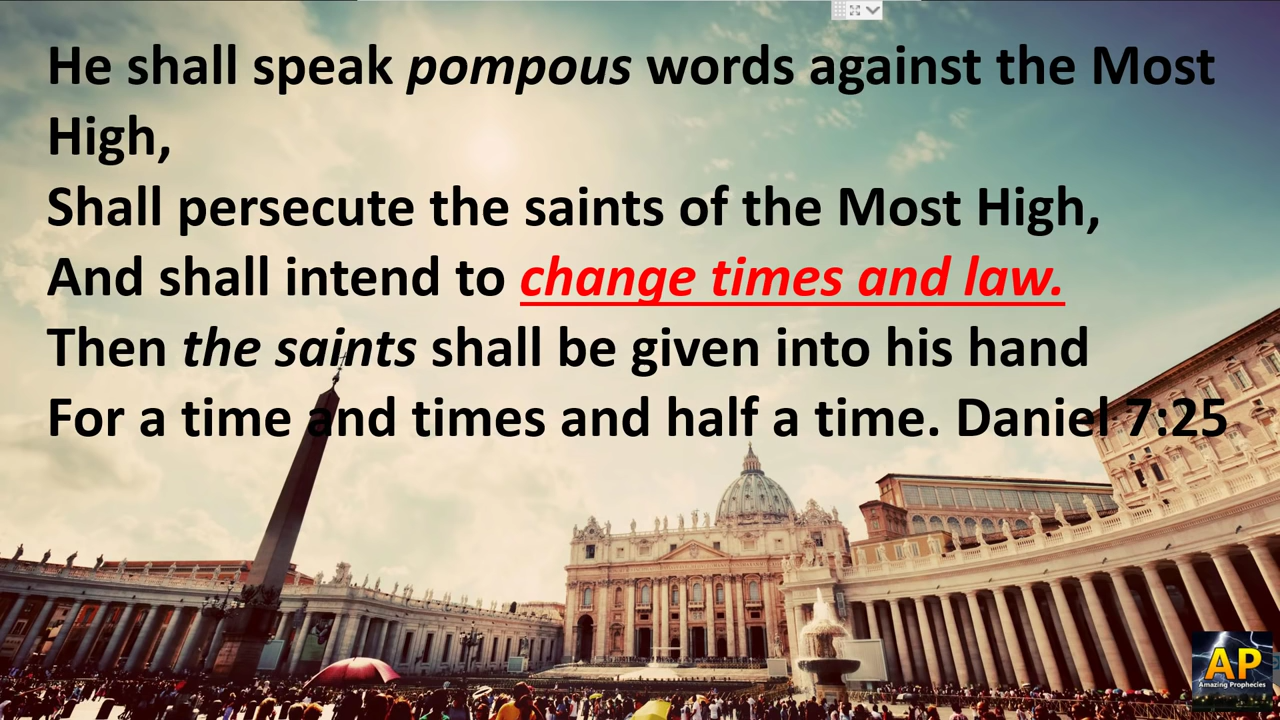 He shall speak pompous words against the Most
High,
Shall persecute the saints of the Most High,
And shall intend to change times and law.
Then the saints shall be given into his hand
For a time and times and half a time. Daniel 7:25
AP
Amazing Prophecies